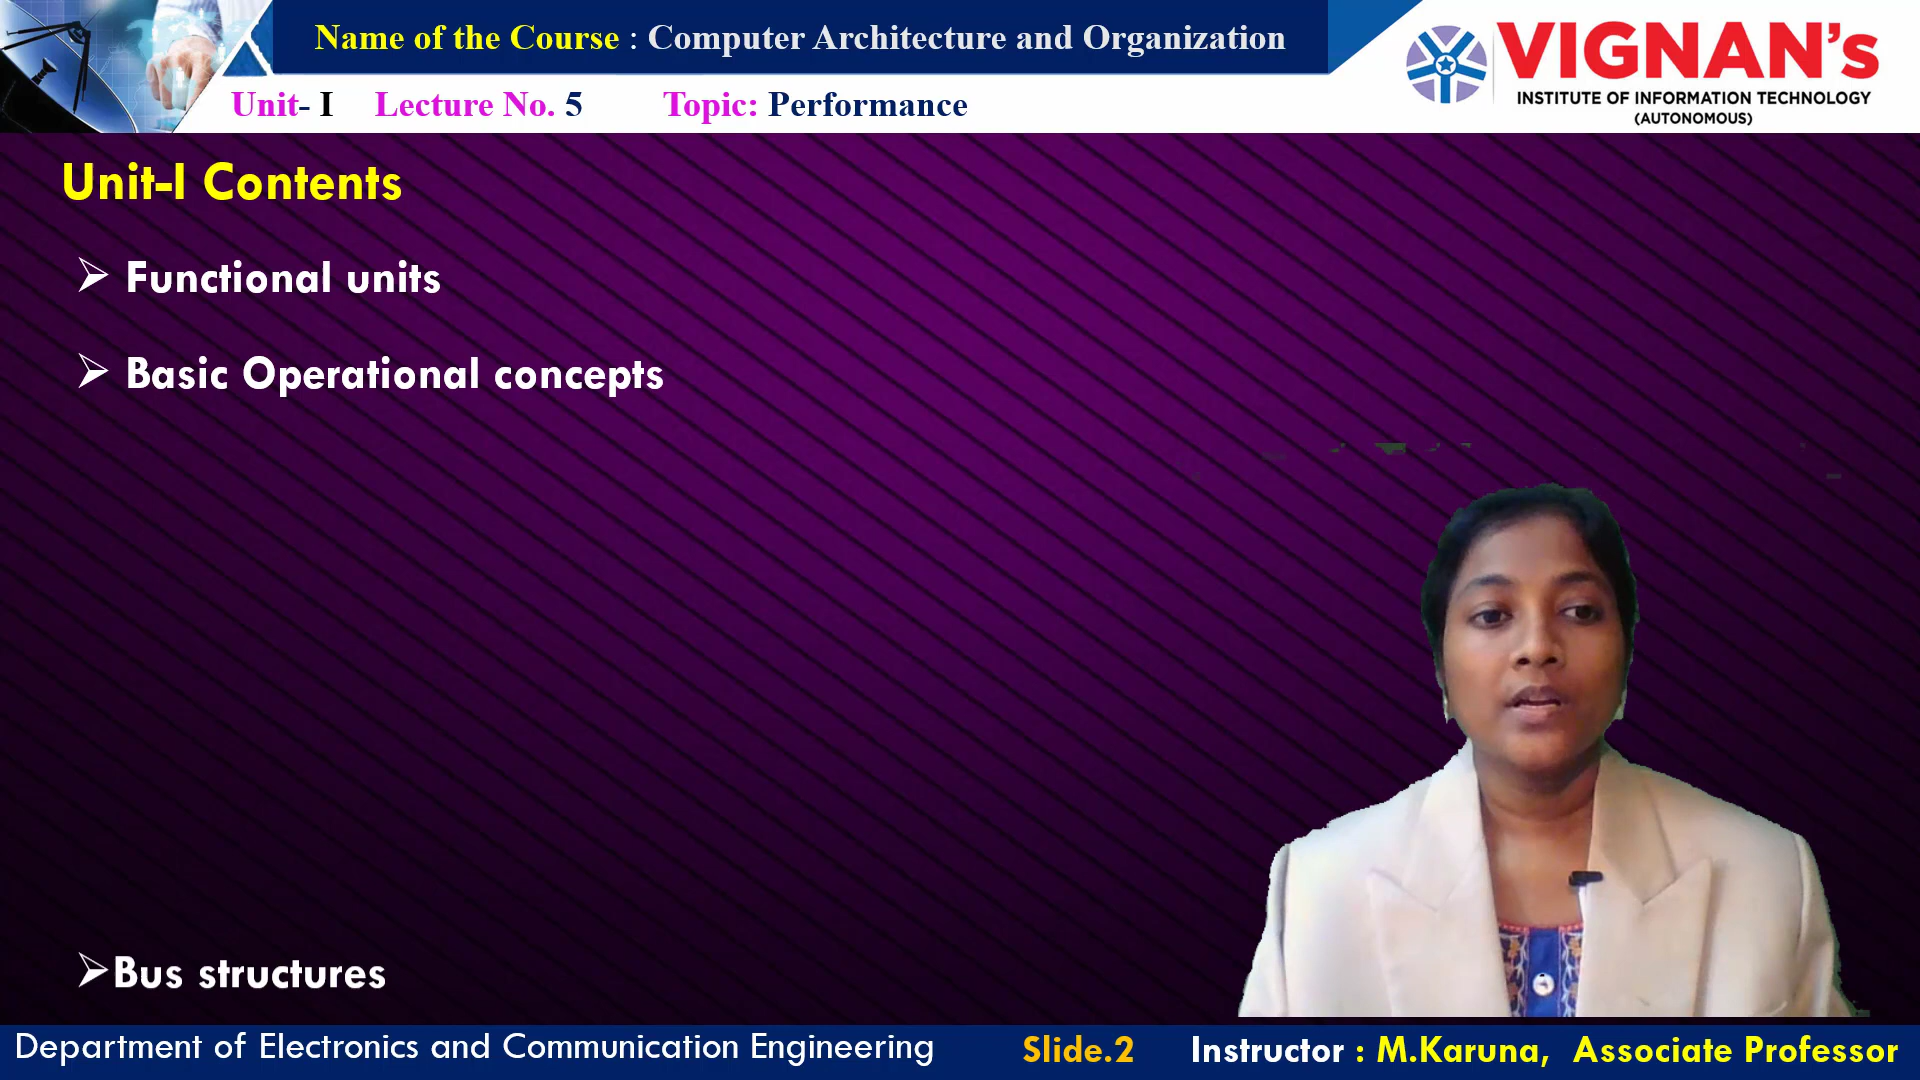 Name of the Course : Computer Architecture and Organization
VIGNAN's
INSTITUTE OF INFORMATION TECHNOLOGY
(AUTONOMOUS)
Unit- I Lecture No. 5 Topic: Performance
Unit-I Contents
Functional units
Basic Operational concepts
Bus structures
Department of Electronics and Communication Engineering Slide.2 Instructor : M.Karuna, Associate Professor